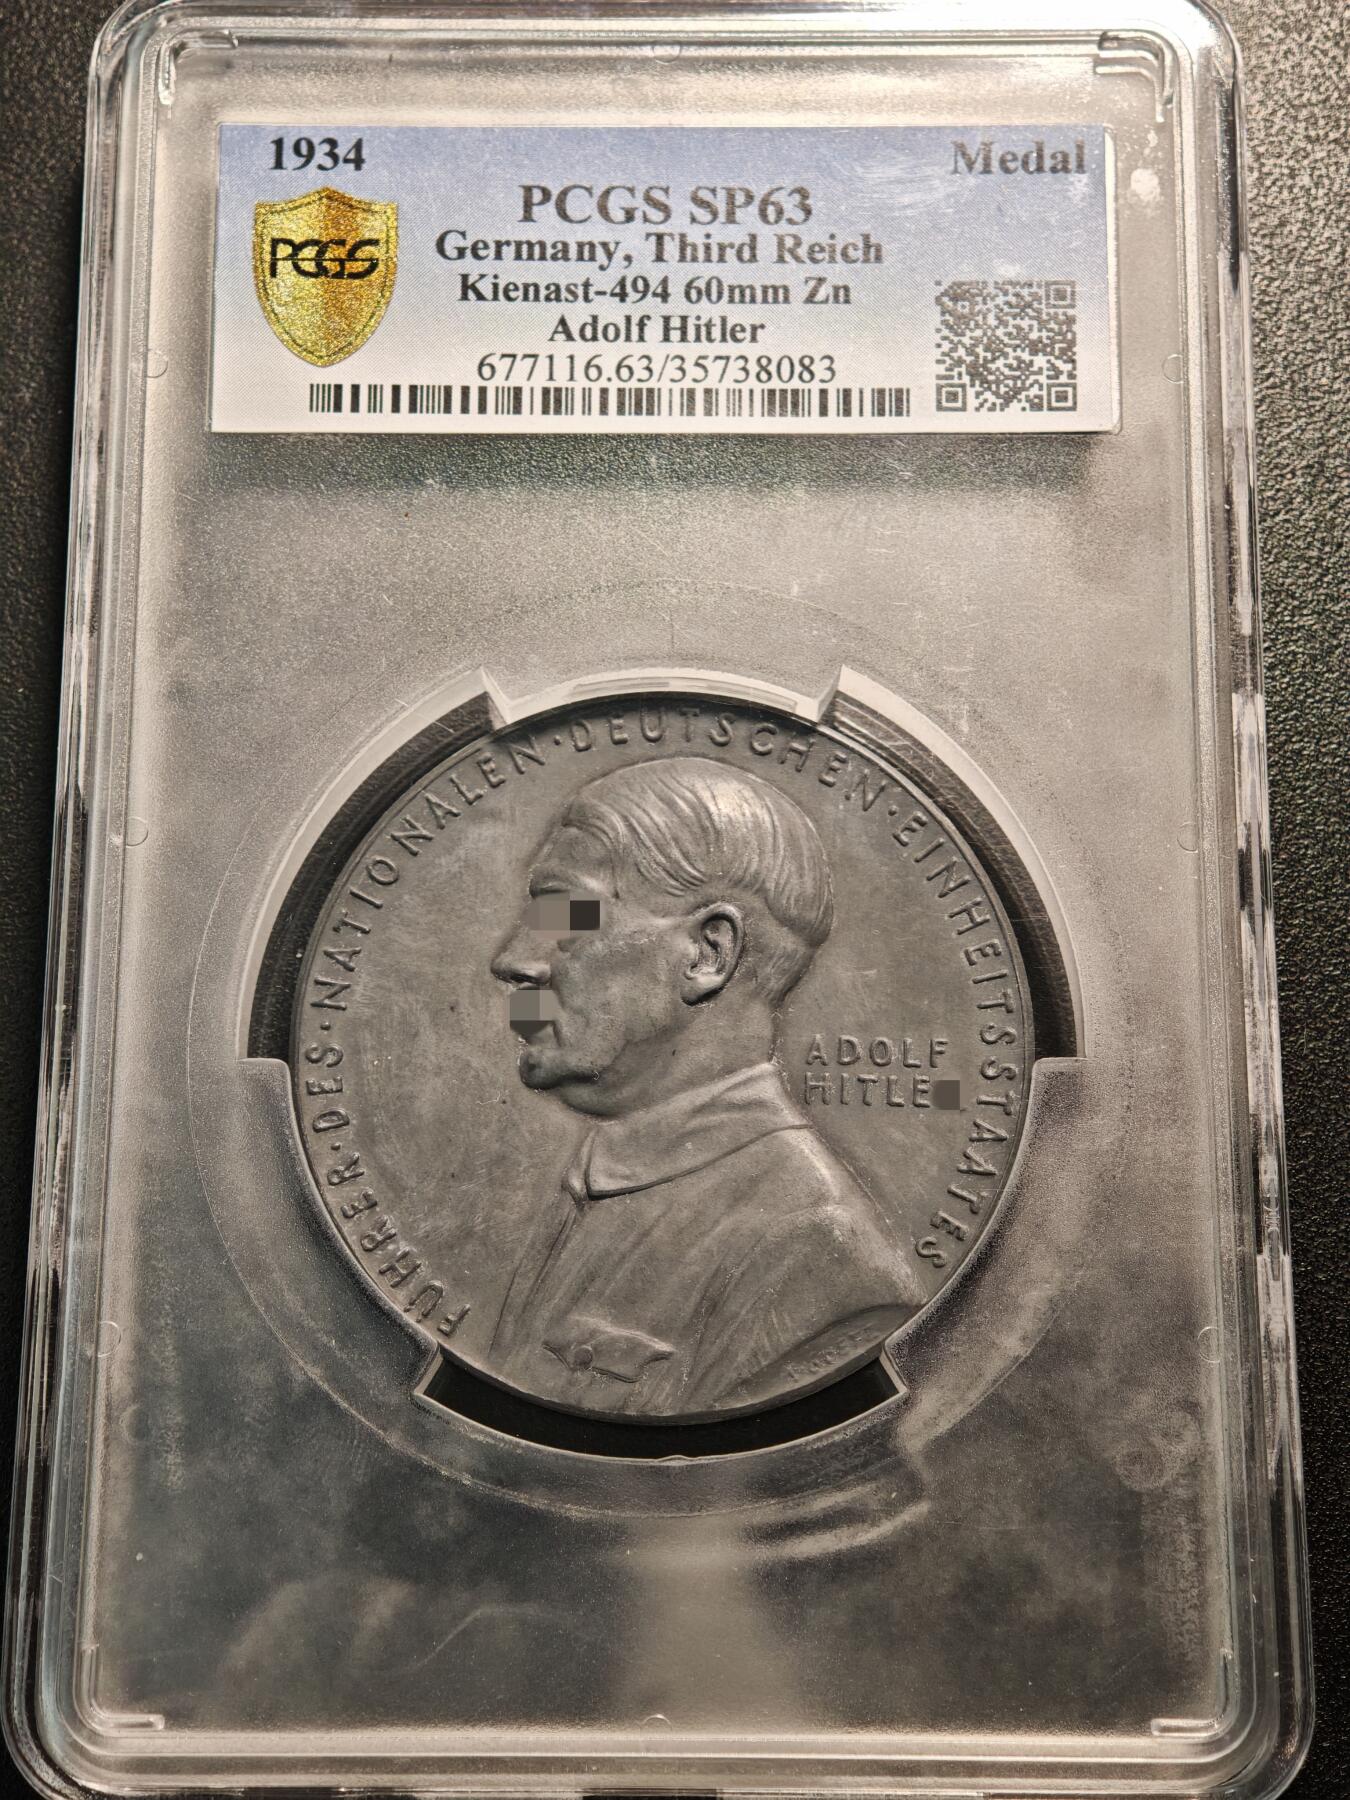 1934
Medal
PCGS SP63
Germany, Third Reich
PCGS
Kienast-494 60mm Zn
Adolf Hitler
677116.63/35738083
FÜHRER·DES·NATIONALEN·DEUTSCHEN·EINHEITSSTAATES
ADOLF
HITLE